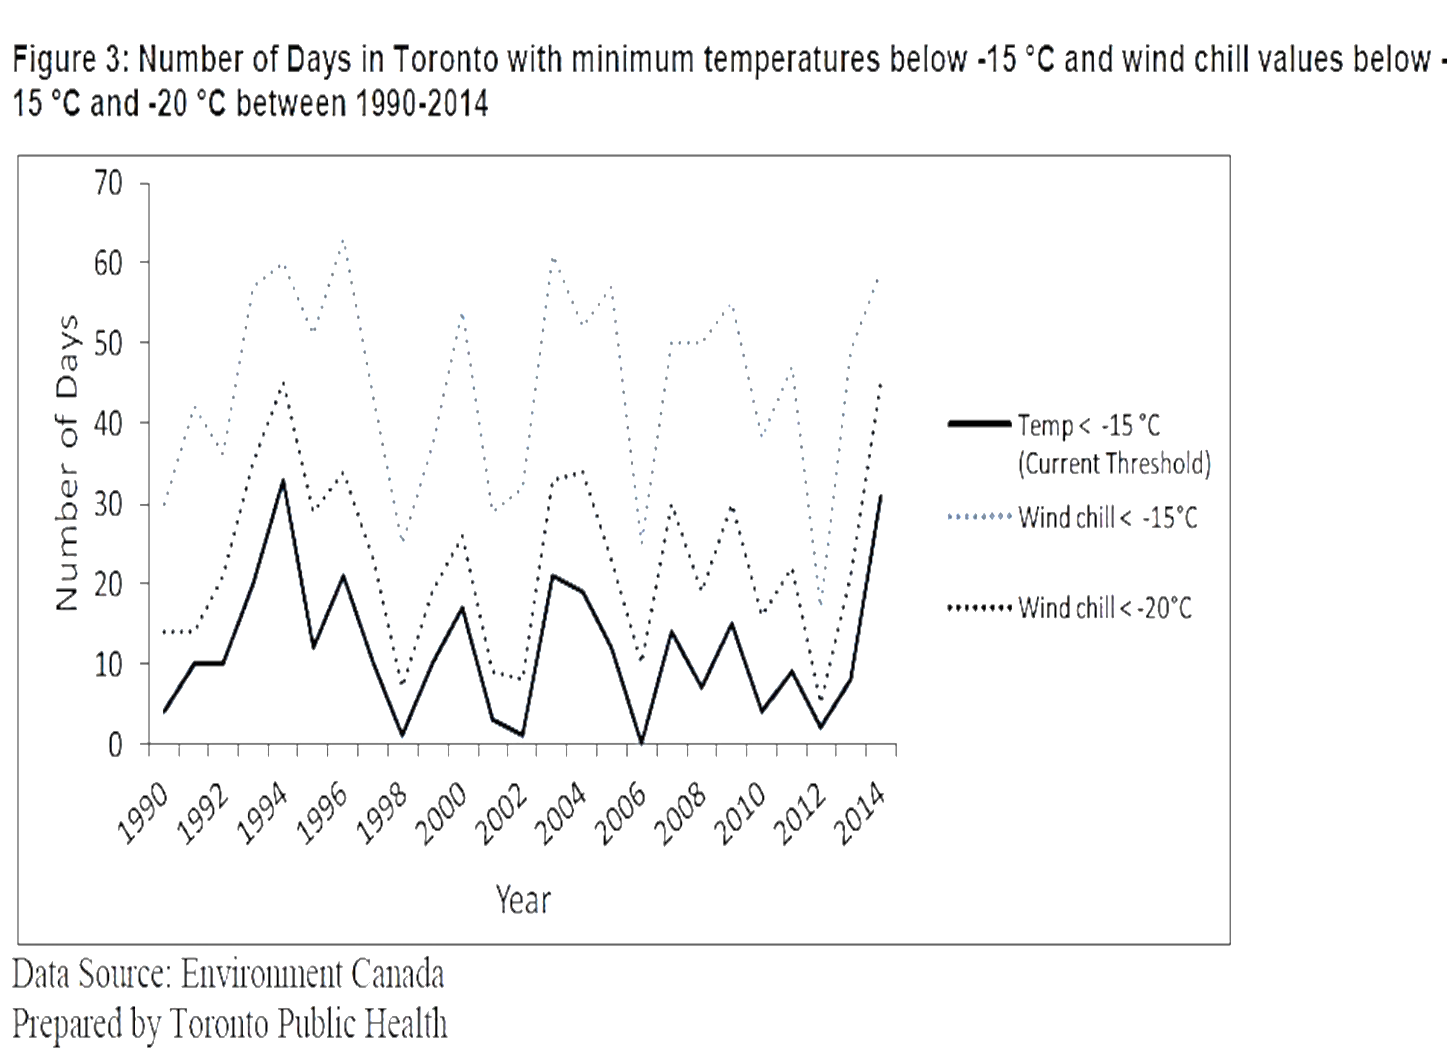 Figure 3: Number of Days in Toronto with minimum temperatures below -15 °C and wind chill values below -
15 °C and -20 °C between 1990-2014
70
60
50
40
30
20
10
0
Number of Days
1990
1992
1994
1996
1998
2000
2002
2004
2006
2008
2010
2012
2014
Year
Temp < -15 °C
(Current Threshold)
Wind chill < -15°C
Wind chill < -20°C
Data Source: Environment Canada
Prepared by Toronto Public Health